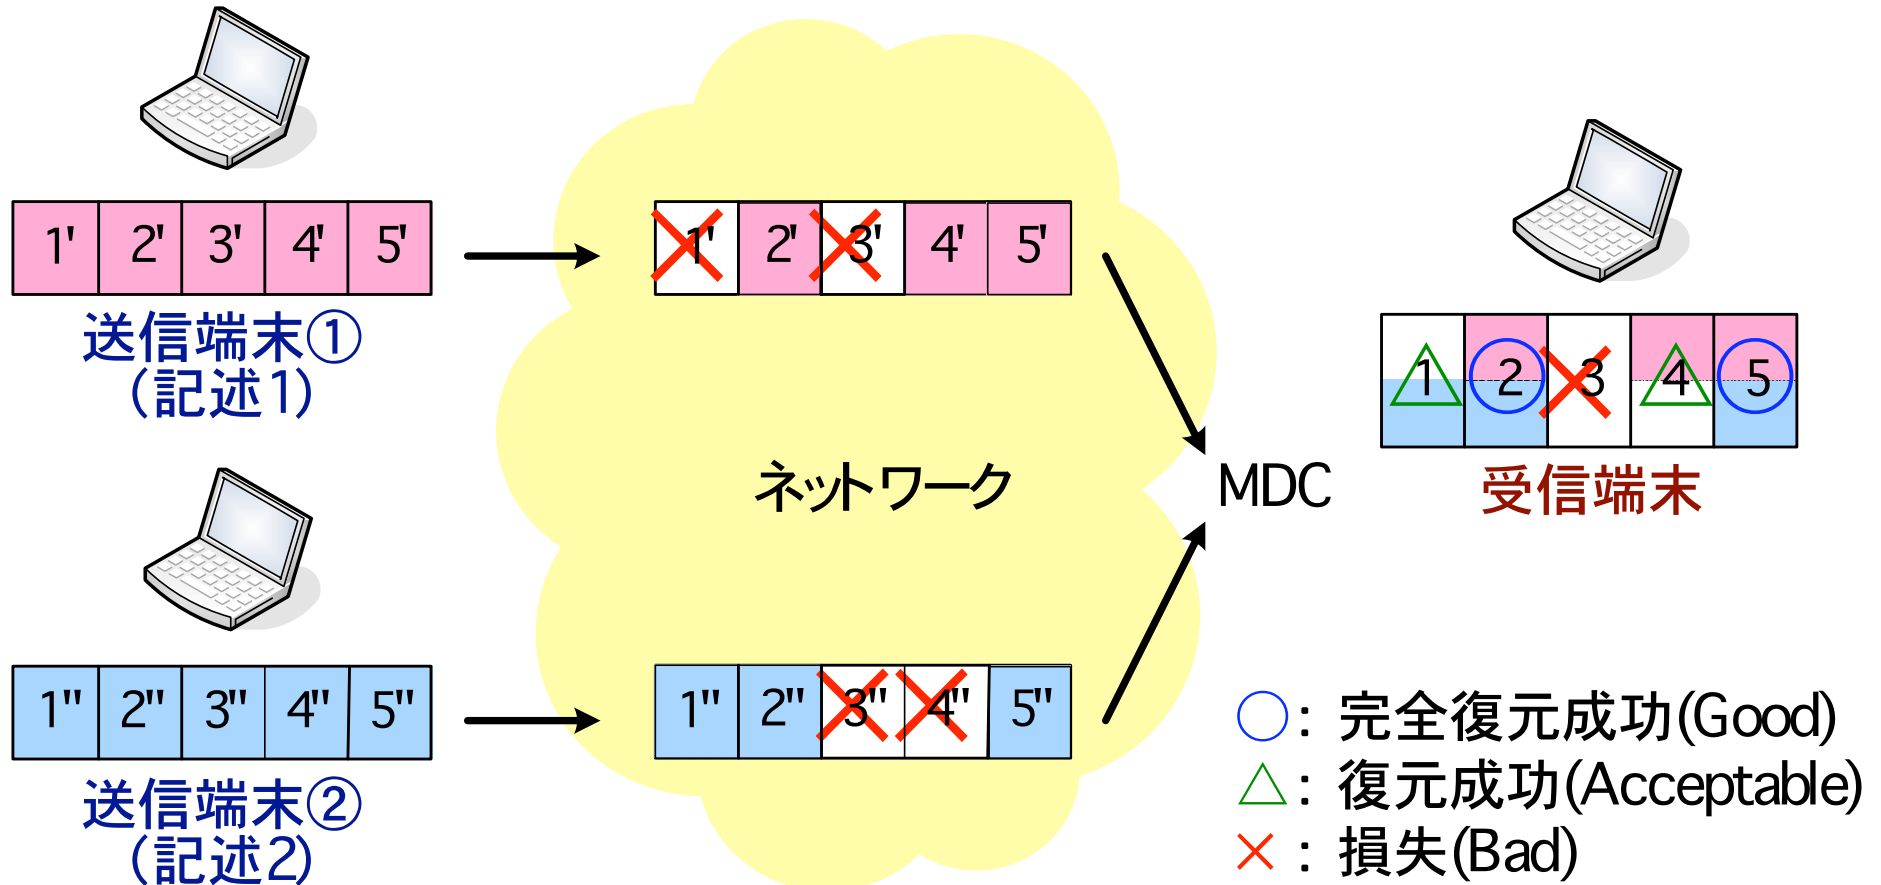 1' 2' 3' 4' 5'
送信端末①
(記述1)
1'' 2'' 3'' 4'' 5''
送信端末②
(記述2)
1' 2' 3' 4' 5'
ネットワーク
1'' 2'' 3'' 4'' 5''
MDC
1 2 3 4 5
受信端末
: 完全復元成功(Good)
: 復元成功(Acceptable)
: 損失(Bad)